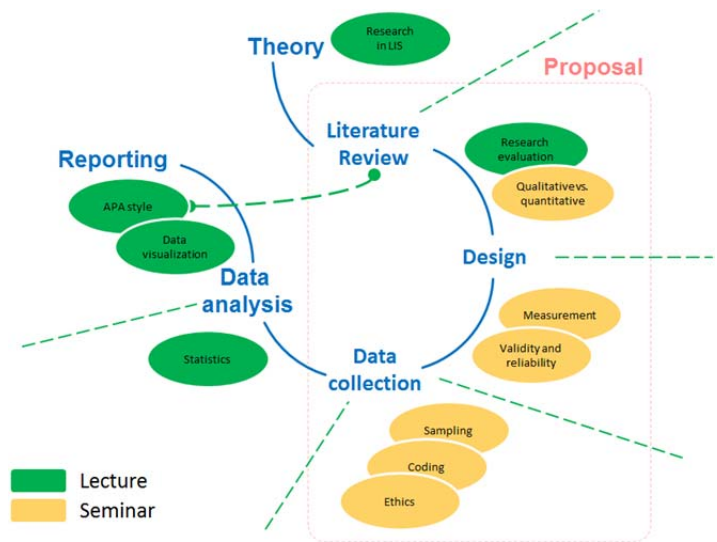 Theory
Research
in LIS
Proposal
Literature
Review
Research
evaluation
Reporting
Qualitative vs.
quantitative
APA style
Data
visualization
Design
Data
analysis
Measurement
Validity and
reliability
Statistics
Data
collection
Sampling
Coding
Ethics
Lecture
Seminar